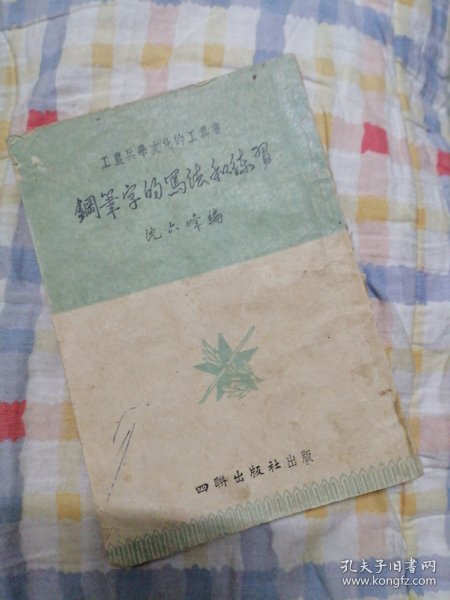 工農兵學文化的工具書
鋼筆字的寫法和練習
沈六峰編
四聯出版社出版
孔夫子旧书网
www.kongfz.com